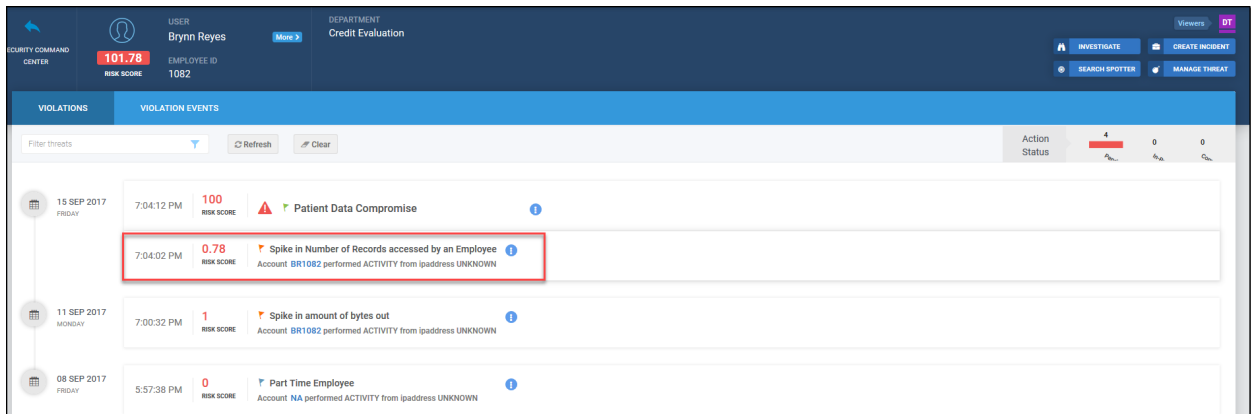 USER
Brynn Reyes
More >
DEPARTMENT
Credit Evaluation
Viewers
DT
ECURITY COMMAND
CENTER
101.78
RISK SCORE
EMPLOYEE ID
1082
INVESTIGATE
CREATE INCIDENT
SEARCH SPOTTER
MANAGE THREAT
VIOLATIONS
VIOLATION EVENTS
Filter threats
Refresh
Clear
Action
Status
4
0
0
Pen...
In-P...
Com...
15 SEP 2017
FRIDAY
7:04:12 PM
100
RISK SCORE
Patient Data Compromise
7:04:02 PM
0.78
RISK SCORE
Spike in Number of Records accessed by an Employee
Account BR1082 performed ACTIVITY from ipaddress UNKNOWN
11 SEP 2017
MONDAY
7:00:32 PM
1
RISK SCORE
Spike in amount of bytes out
Account BR1082 performed ACTIVITY from ipaddress UNKNOWN
08 SEP 2017
FRIDAY
5:57:38 PM
0
RISK SCORE
Part Time Employee
Account NA performed ACTIVITY from ipaddress UNKNOWN